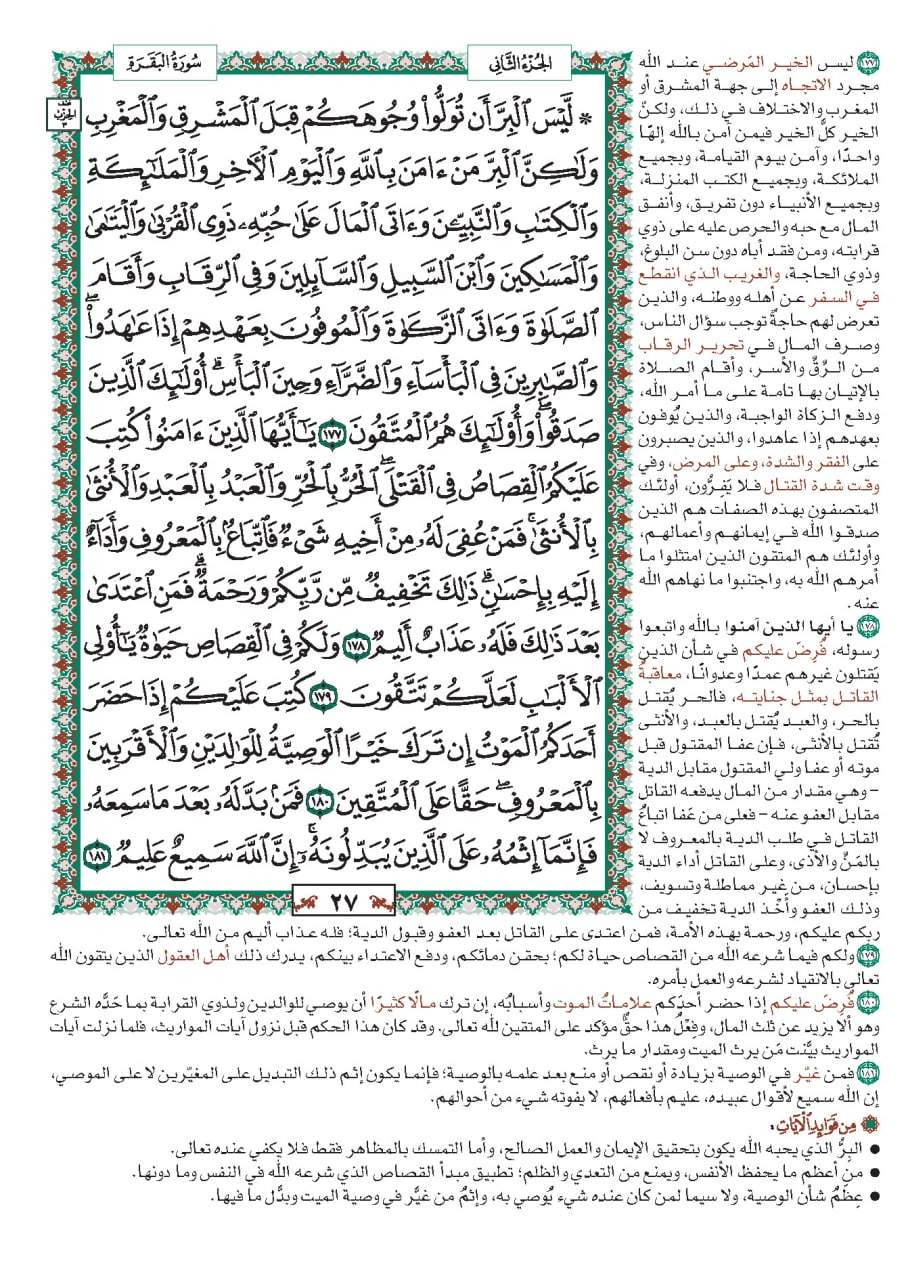 سُورَةُ البَقَرَةِ
الجُزْءُ الثَّانِي
* لَّيْسَ ٱلْبِرَّ أَن تُوَلُّوا۟ وُجُوهَكُمْ قِبَلَ ٱلْمَشْرِقِ وَٱلْمَغْرِبِ
وَلَٰكِنَّ ٱلْبِرَّ مَنْ ءَامَنَ بِٱللَّهِ وَٱلْيَوْمِ ٱلْـَٔاخِرِ وَٱلْمَلَٰٓئِكَةِ
وَٱلْكِتَٰبِ وَٱلنَّبِيِّـۧنَ وَءَاتَى ٱلْمَالَ عَلَىٰ حُبِّهِۦ ذَوِى ٱلْقُرْبَىٰ وَٱلْيَتَٰمَىٰ
وَٱلْمَسَٰكِينَ وَٱبْنَ ٱلسَّبِيلِ وَٱلسَّآئِلِينَ وَفِى ٱلرِّقَابِ وَأَقَامَ
ٱلصَّلَوٰةَ وَءَاتَى ٱلزَّكَوٰةَ وَٱلْمُوفُونَ بِعَهْدِهِمْ إِذَا عَٰهَدُوا۟ۖ
وَٱلصَّٰبِرِينَ فِى ٱلْبَأْسَآءِ وَٱلضَّرَّآءِ وَحِينَ ٱلْبَأْسِۗ أُو۟لَٰٓئِكَ ٱلَّذِينَ
صَدَقُوا۟ۖ وَأُو۟لَٰٓئِكَ هُمُ ٱلْمُتَّقُونَ ١٧٧ يَٰٓأَيُّهَا ٱلَّذِينَ ءَامَنُوا۟ كُتِبَ
عَلَيْكُمُ ٱلْقِصَاصُ فِى ٱلْقَتْلَىۖ ٱلْحُرُّ بِٱلْحُرِّ وَٱلْعَبْدُ بِٱلْعَبْدِ وَٱلْأُنثَىٰ
بِٱلْأُنثَىٰۚ فَمَنْ عُفِىَ لَهُۥ مِنْ أَخِيهِ شَىْءٌ فَٱتِّبَاعٌۢ بِٱلْمَعْرُوفِ وَأَدَآءٌ
إِلَيْهِ بِإِحْسَٰنٍۗ ذَٰلِكَ تَخْفِيفٌ مِّن رَّبِّكُمْ وَرَحْمَةٌۗ فَمَنِ ٱعْتَدَىٰ
بَعْدَ ذَٰلِكَ فَلَهُۥ عَذَابٌ أَلِيمٌ ١٧٨ وَلَكُمْ فِى ٱلْقِصَاصِ حَيَوٰةٌ يَٰٓأُو۟لِى
ٱلْأَلْبَٰبِ لَعَلَّكُمْ تَتَّقُونَ ١٧٩ كُتِبَ عَلَيْكُمْ إِذَا حَضَرَ
أَحَدَكُمُ ٱلْمَوْتُ إِن تَرَكَ خَيْرًا ٱلْوَصِيَّةُ لِلْوَٰلِدَيْنِ وَٱلْأَقْرَبِينَ
بِٱلْمَعْرُوفِۖ حَقًّا عَلَى ٱلْمُتَّقِينَ ١٨٠ فَمَنۢ بَدَّلَهُۥ بَعْدَ مَا سَمِعَهُۥ
فَإِنَّمَآ إِثْمُهُۥ عَلَى ٱلَّذِينَ يُبَدِّلُونَهُۥٓۚ إِنَّ ٱللَّهَ سَمِيعٌ عَلِيمٌ ١٨١
٢٧
١٧٧ ليس الخير المَرضي عند الله
مجرد الاتجاه إلى جهة المشرق أو
المغرب والاختلاف في ذلك، ولكنّ
الخير كلَّ الخير فيمن آمن بالله إلهًا
واحدًا، وآمن بيوم القيامة، وبجميع
الملائكة، وبجميع الكتب المنزلة،
وبجميع الأنبياء دون تفريق، وأنفق
المال مع حبه والحرص عليه على ذوي
قرابته، ومن فقد أباه دون سن البلوغ،
وذوي الحاجة، والغريب الذي انقطع
في السفر عن أهله ووطنه، والذين
تعرض لهم حاجةٌ توجب سؤال الناس،
وصرف المال في تحرير الرقاب
من الرِّقِّ والأسر، وأقام الصلاة
بالإتيان بها تامة على ما أمر الله،
ودفع الزكاة الواجبة، والذين يُوفون
بعهدهم إذا عاهدوا، والذين يصبرون
على الفقر والشدة، وعلى المرض، وفي
وقت شدة القتال فلا يَفِرُّون، أولئك
المتصفون بهذه الصفات هم الذين
صدقوا الله في إيمانهم وأعمالهم،
وأولئك هم المتقون الذين امتثلوا ما
أمرهم الله به، واجتنبوا ما نهاهم الله
عنه.
١٧٨ يا أيها الذين آمنوا بالله واتبعوا
رسوله، فُرِضَ عليكم في شأن الذين
يَقتلون غيرهم عمدًا وعدوانًا، معاقبةُ
القاتل بمثل جنايته، فالحر يُقتل
بالحر، والعبد يُقتل بالعبد، والأنثى
تُقتل بالأنثى، فإن عفا المقتول قبل
موته أو عفا ولي المقتول مقابل الدية
– وهي مقدار من المال يدفعه القاتل
مقابل العفو عنه – فعلى من عَفا اتباعُ
القاتل في طلب الدية بالمعروف لا
بالمَنِّ والأذى، وعلى القاتل أداء الدية
بإحسان، من غير مماطلة وتسويف،
وذلك العفو وأخْذ الدية تخفيف من
ربكم عليكم، ورحمة بهذه الأمة، فمن اعتدى على القاتل بعد العفو وقبول الدية؛ فله عذاب أليم من الله تعالى.
١٧٩ ولكم فيما شرعه الله من القصاص حياة لكم؛ بحقن دمائكم، ودفع الاعتداء بينكم، يدرك ذلك أهل العقول الذين يتقون الله
تعالى بالانقياد لشرعه والعمل بأمره.
١٨٠ فُرِضَ عليكم إذا حضر أحدَكم علاماتُ الموت وأسبابُه، إن ترك مالًا كثيرًا أن يوصي للوالدين ولذوي القرابة بما حَدَّه الشرع
وهو ألا يزيد عن ثلث المال، وفِعْلُ هذا حقٌّ مؤكد على المتقين لله تعالى. وقد كان هذا الحكم قبل نزول آيات المواريث، فلما نزلت آيات
المواريث بيَّنت مَن يرث الميت ومقدار ما يرث.
١٨١ فمن غيَّر في الوصية بزيادة أو نقص أو منع بعد علمه بالوصية؛ فإنما يكون إثم ذلك التبديل على المغيّرين لا على الموصي،
إن الله سميع لأقوال عبيده، عليم بأفعالهم، لا يفوته شيء من أحوالهم.
مِن فَوَائِدِ الآيَاتِ:
● البِرُّ الذي يحبه الله يكون بتحقيق الإيمان والعمل الصالح، وأما التمسك بالمظاهر فقط فلا يكفي عنده تعالى.
● من أعظم ما يحفظ الأنفس، ويمنع من التعدي والظلم؛ تطبيق مبدأ القصاص الذي شرعه الله في النفس وما دونها.
● عِظَمُ شأن الوصية، ولا سيما لمن كان عنده شيء يُوصي به، وإثمُ من غيَّر في وصية الميت وبدَّل ما فيها.